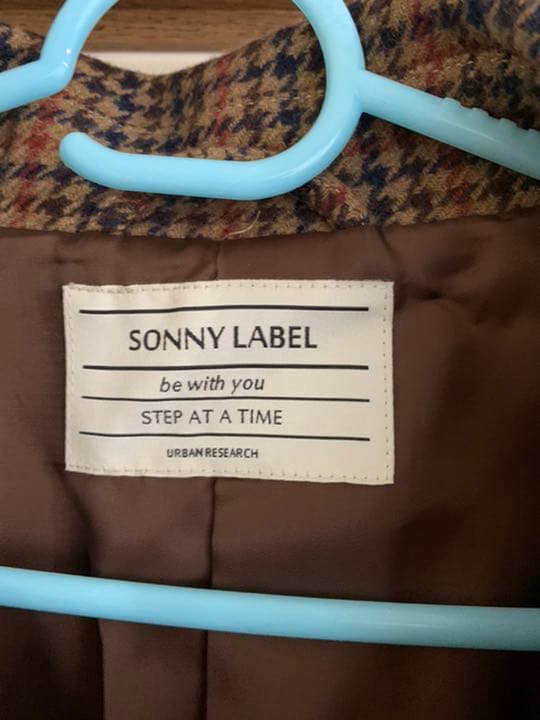 SONNY LABEL
be with you
STEP AT A TIME
URBAN RESEARCH